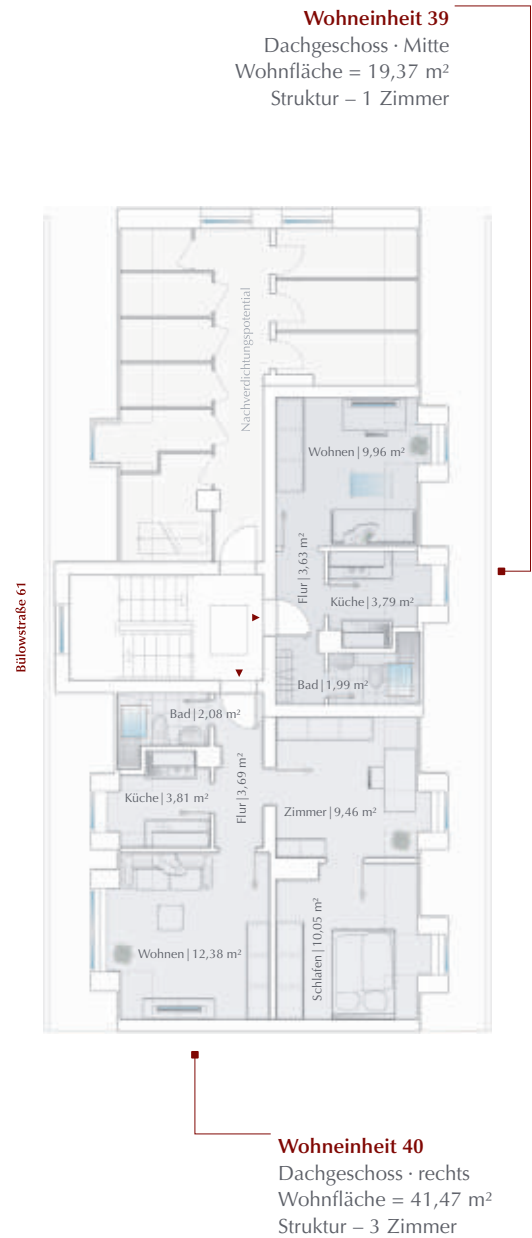 Wohneinheit 39
Dachgeschoss · Mitte
Wohnfläche = 19,37 m²
Struktur – 1 Zimmer
Nachverdichtungspotential
Wohnen | 9,96 m²
Flur | 3,63 m²
Küche | 3,79 m²
Bad | 1,99 m²
Bülowstraße 61
Bad | 2,08 m²
Flur | 3,69 m²
Küche | 3,81 m²
Zimmer | 9,46 m²
Wohnen | 12,38 m²
Schlafen | 10,05 m²
Wohneinheit 40
Dachgeschoss · rechts
Wohnfläche = 41,47 m²
Struktur – 3 Zimmer